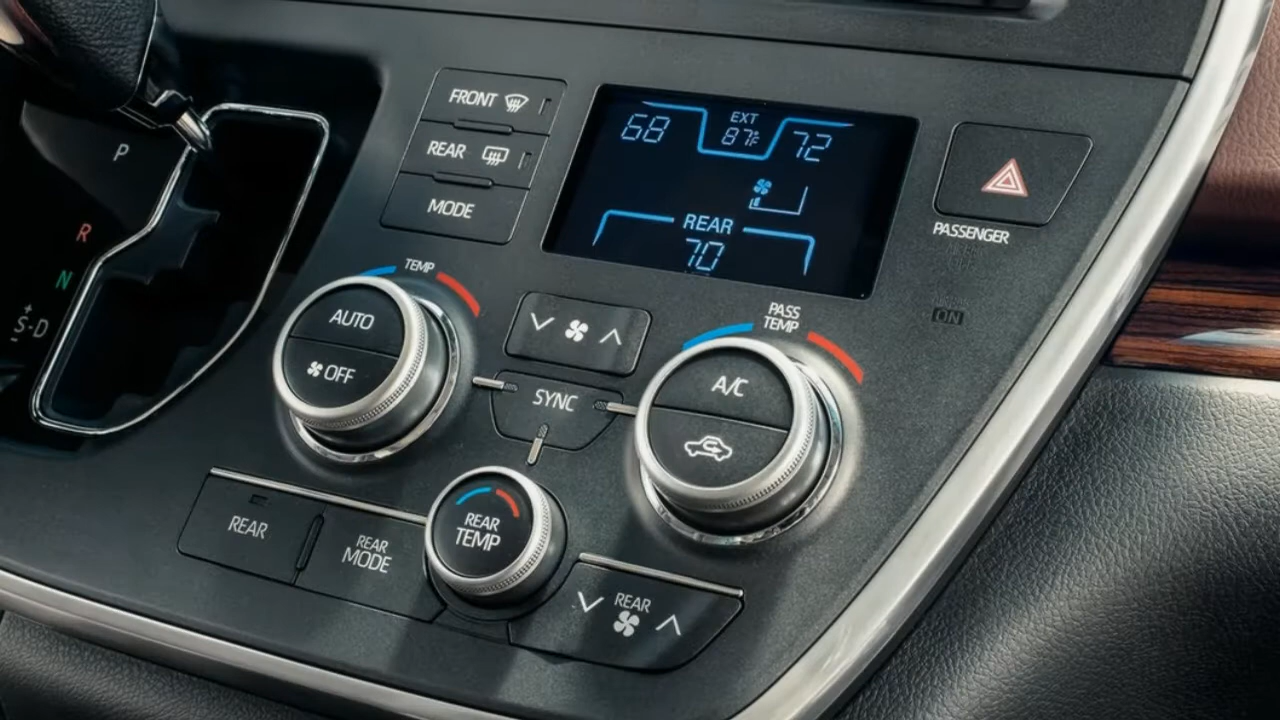 FRONT
REAR
MODE
68
EXT
87°F
72
REAR
70
PASSENGER
ON
P
R
N
+
S-D
-
TEMP
AUTO
OFF
SYNC
PASS
TEMP
A/C
REAR
REAR
MODE
REAR
TEMP
REAR